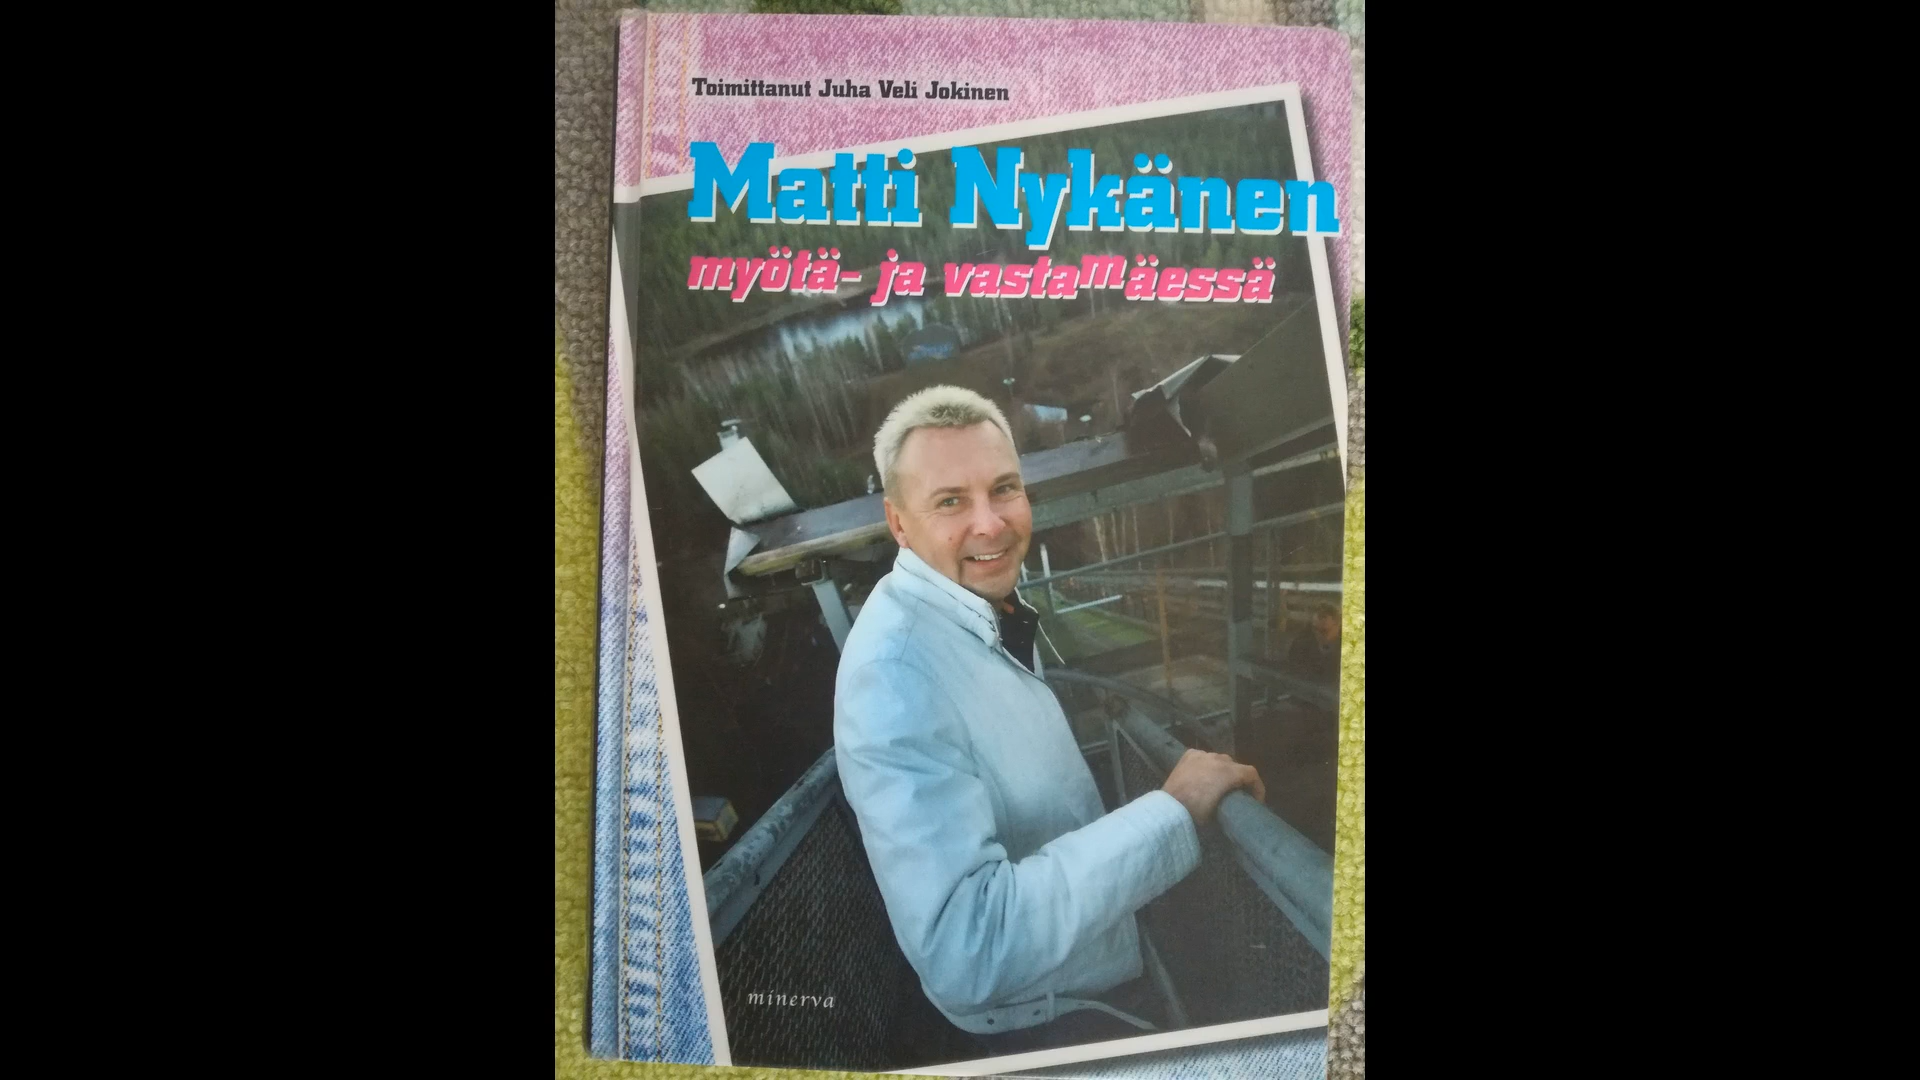 Toimittanut Juha Veli Jokinen
Matti Nykänen
myötä- ja vastamäessä
minerva